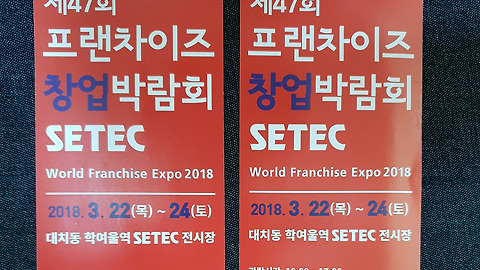 제47회
프랜차이즈
창업박람회
SETEC
World Franchise Expo 2018
2018. 3. 22(목) ~ 24(토)
대치동 학여울역 SETEC 전시장
제47회
프랜차이즈
창업박람회
SETEC
World Franchise Expo 2018
2018. 3. 22(목) ~ 24(토)
대치동 학여울역 SETEC 전시장